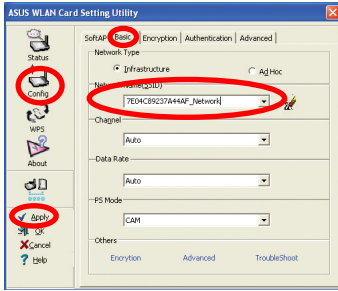 ASUS WLAN Card Setting Utility
Status
Config
WPS
About
Apply
OK
Cancel
Help
SoftAP Basic Encryption Authentication Advanced
Network Type
Infrastructure Ad Hoc
Network Name(SSID)
7E04C89237A44AF_Network
Channel
Auto
Data Rate
Auto
PS Mode
CAM
Others
Encrytion Advanced TroubleShoot